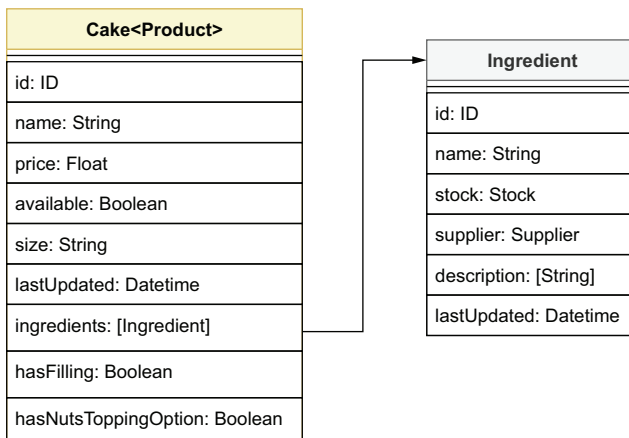 Cake<Product>
id: ID
name: String
price: Float
available: Boolean
size: String
lastUpdated: Datetime
ingredients: [Ingredient]
hasFilling: Boolean
hasNutsToppingOption: Boolean
Ingredient
id: ID
name: String
stock: Stock
supplier: Supplier
description: [String]
lastUpdated: Datetime